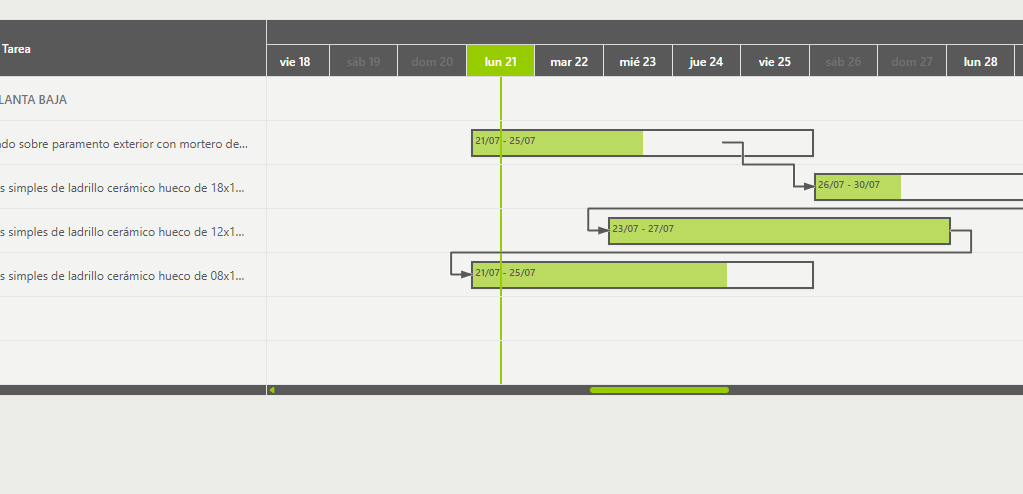 Tarea
vie 18 sáb 19 dom 20 lun 21 mar 22 mié 23 jue 24 vie 25 sáb 26 dom 27 lun 28
LANTA BAJA
ado sobre paramento exterior con mortero de...
21/07 - 25/07
s simples de ladrillo cerámico hueco de 18x1...
26/07 - 30/07
s simples de ladrillo cerámico hueco de 12x1...
23/07 - 27/07
s simples de ladrillo cerámico hueco de 08x1...
21/07 - 25/07